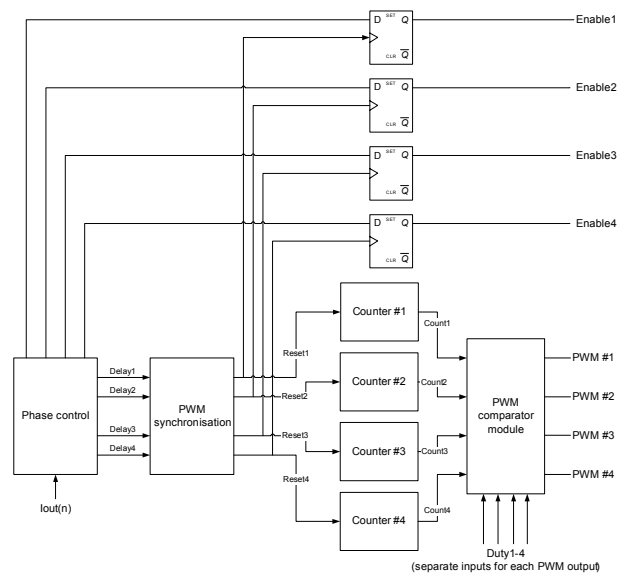 D SET Q
CLR Q
Enable1
D SET Q
CLR Q
Enable2
D SET Q
CLR Q
Enable3
D SET Q
CLR Q
Enable4
Phase control
Iout(n)
Delay1
Delay2
Delay3
Delay4
PWM
synchronisation
Reset1
Reset2
Reset3
Reset4
Counter #1
Counter #2
Counter #3
Counter #4
Count1
Count2
Count3
Count4
PWM
comparator
module
PWM #1
PWM #2
PWM #3
PWM #4
Duty1-4
(separate inputs for each PWM output)